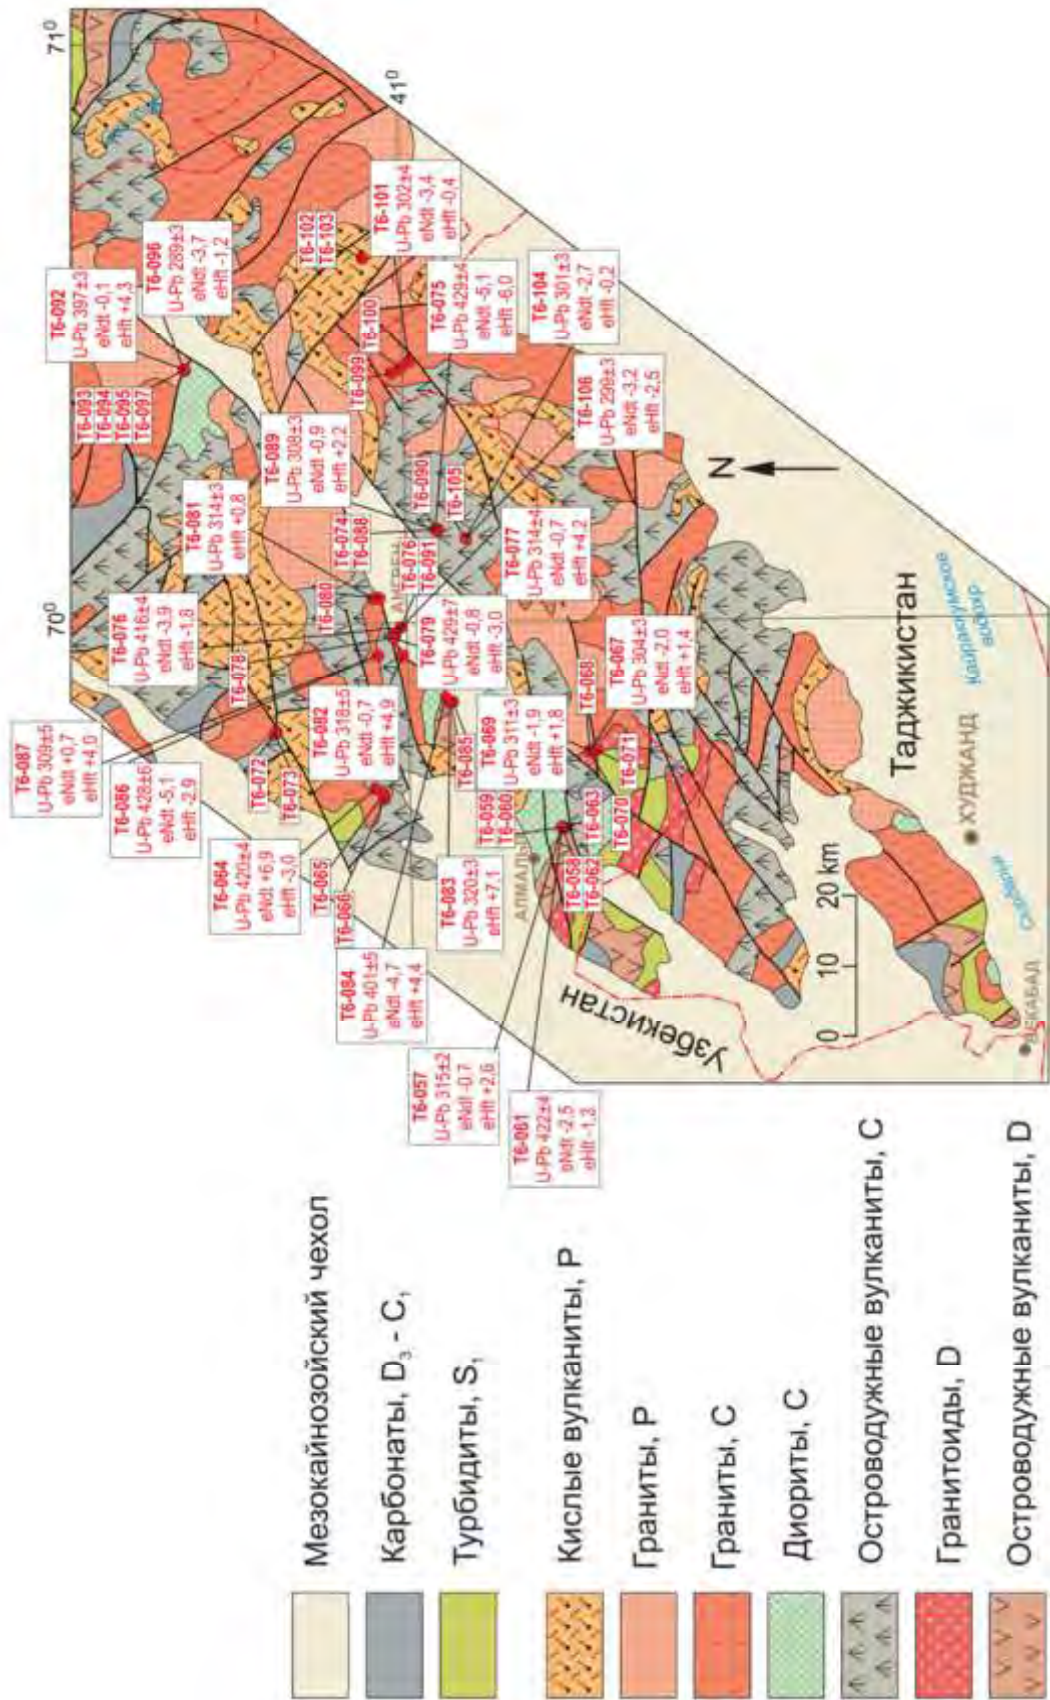 70⁰
71⁰
41⁰
Т6-087
U-Pb 309±5
eNdt +0,7
eHft +4,0
Т6-086
U-Pb 428±6
eNdt -5,1
eHft -2,9
Т6-076
U-Pb 416±4
eNdt -3,9
eHft -1,8
Т6-081
U-Pb 314±3
eHft +0,8
Т6-093
Т6-094
Т6-095
Т6-097
Т6-092
U-Pb 397±3
eNdt -0,1
eHft +4,3
Т6-096
U-Pb 289±3
eNdt -3,7
eHft -1,2
Т6-064
U-Pb 420±4
eNdt +6,9
eHft -3,0
Т6-072
Т6-073
Т6-078
Т6-080
Т6-074
Т6-088
Т6-089
U-Pb 308±3
eNdt -0,9
eHft +2,2
Т6-102
Т6-103
Т6-065
Т6-066
Т6-082
U-Pb 318±5
eNdt -0,7
eHft +4,9
АНГРЕН
Т6-076
Т6-091
Т6-090
Т6-105
Т6-099
Т6-100
Т6-101
U-Pb 302±4
eNdt -3,4
eHft -0,4
Т6-084
U-Pb 401±5
eNdt -4,7
eHft +4,4
Т6-083
U-Pb 320±3
eHft +7,1
Т6-085
Т6-079
U-Pb 429±7
eNdt -0,8
eHft -3,0
Т6-075
U-Pb 429±4
eNdt -5,1
eHft -6,0
Т6-057
U-Pb 315±2
eNdt -0,7
eHft +2,6
Т6-059
Т6-060
Т6-069
U-Pb 311±3
eNdt -1,9
eHft +1,8
Т6-077
U-Pb 314±4
eNdt -0,7
eHft +4,2
Т6-104
U-Pb 301±3
eNdt -2,7
eHft -0,2
Т6-061
U-Pb 422±4
eNdt -2,5
eHft -1,3
АЛМАЛЫК
Т6-058
Т6-062
Т6-063
Т6-070
Т6-071
Т6-068
Т6-067
U-Pb 304±3
eNdt -2,0
eHft +1,4
Т6-106
U-Pb 299±3
eNdt -3,2
eHft -2,5
Узбекистан
N
0
10
20 km
Таджикистан
Кайраккумское
водохр
ХУДЖАНД
Сырдарья
БЕКАБАД
Мезокайнозойский чехол
Карбонаты, D₃ - C₁
Турбидиты, S₁
Кислые вулканиты, P
Граниты, P
Граниты, C
Диориты, C
Островодужные вулканиты, C
Гранитоиды, D
Островодужные вулканиты, D